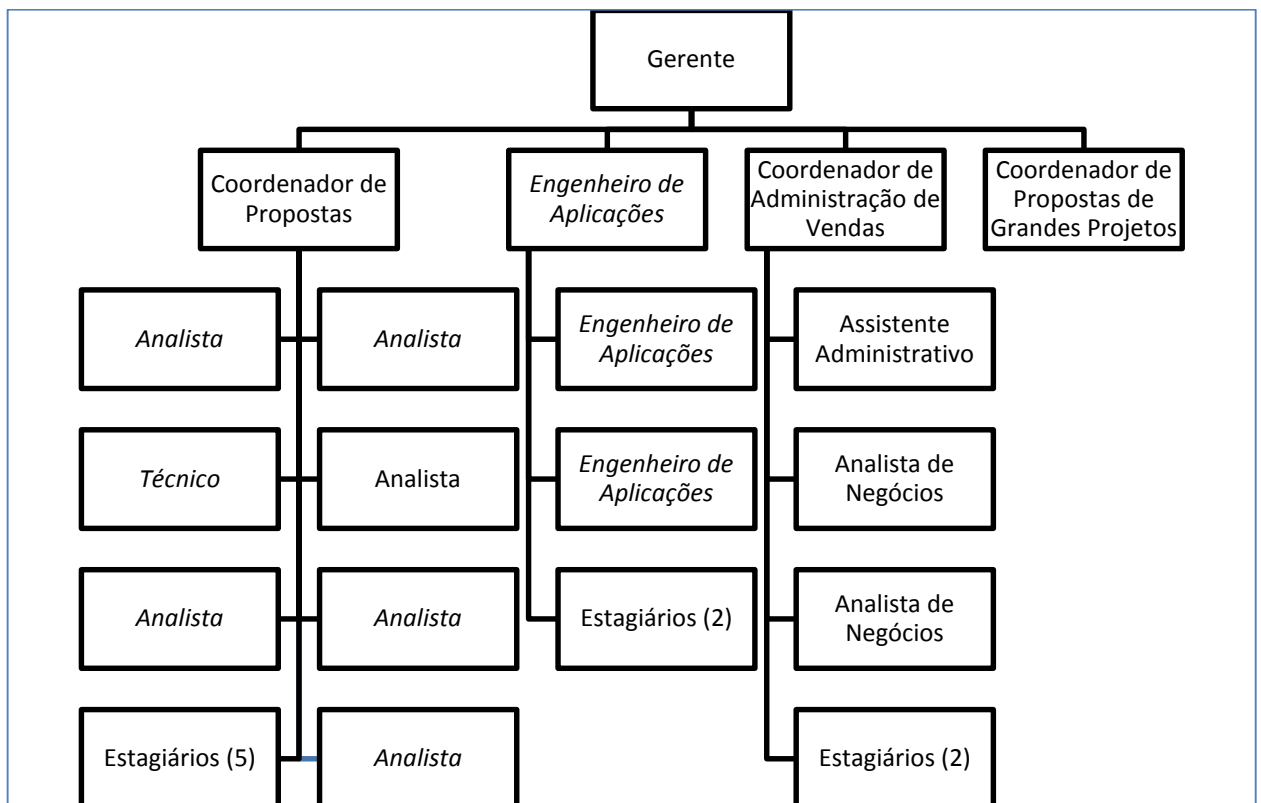 Gerente
Coordenador de
Propostas
Engenheiro de
Aplicações
Coordenador de
Administração de
Vendas
Coordenador de
Propostas de
Grandes Projetos
Analista
Analista
Engenheiro de
Aplicações
Assistente
Administrativo
Técnico
Analista
Engenheiro de
Aplicações
Analista de
Negócios
Analista
Analista
Estagiários (2)
Analista de
Negócios
Estagiários (5)
Analista
Estagiários (2)